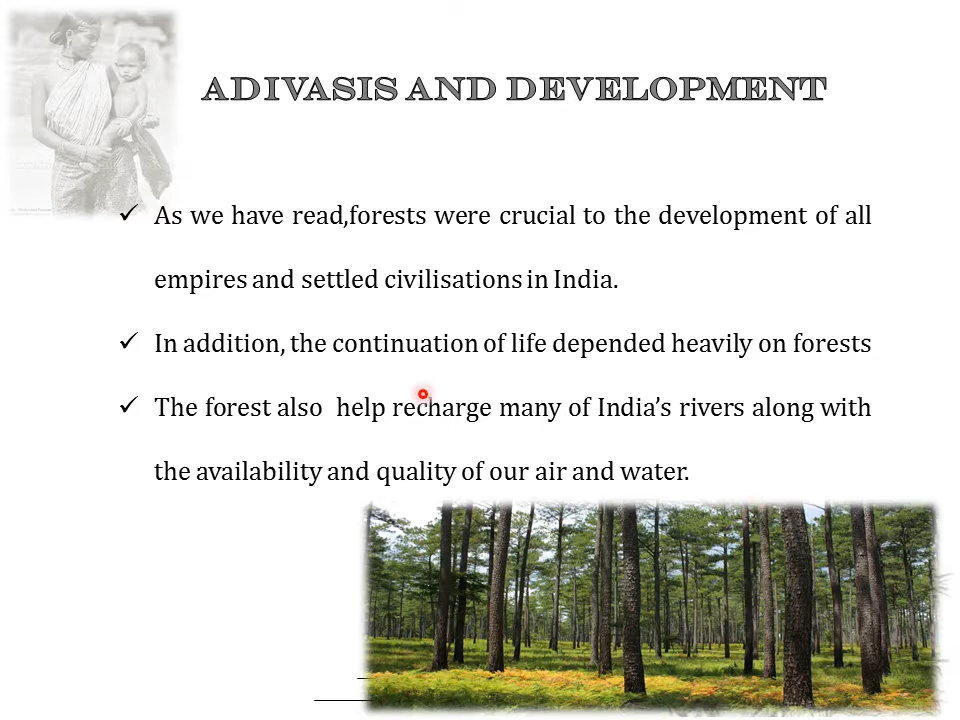 ADIVASIS AND DEVELOPMENT
✓ As we have read,forests were crucial to the development of all
empires and settled civilisations in India.
✓ In addition, the continuation of life depended heavily on forests
✓ The forest also help recharge many of India’s rivers along with
the availability and quality of our air and water.